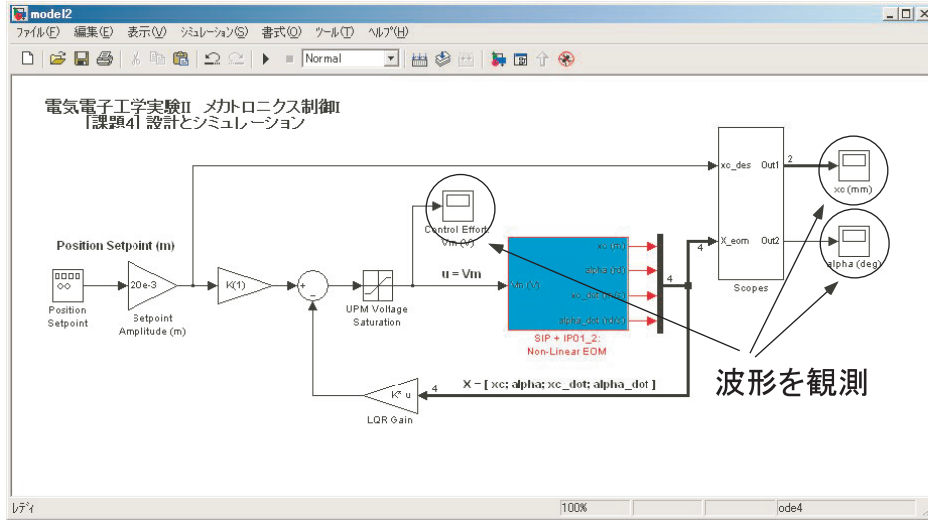 model2
ファイル(F) 編集(E) 表示(V) シミュレーション(S) 書式(O) ツール(T) ヘルプ(H)
Normal
電気電子工学実験II メカトロニクス制御I
[課題4] 設計とシミュレーション
xc_des Out1 2
xc (mm)
Control Effort
Vm (V)
Position Setpoint (m)
xc (m)
4
X_eom Out2
alpha (deg)
20e-3
K(1)
u = Vm
Vm (V)
alpha (rd)
4
xc_dot (m/s)
Scopes
Position
Setpoint
Setpoint
Amplitude (m)
UPM Voltage
Saturation
SIP + IP01_2:
Non-Linear EOM
波形を観測
X = [ xc; alpha; xc_dot; alpha_dot ]
K* u
4
LQR Gain
レディ 100% ode4